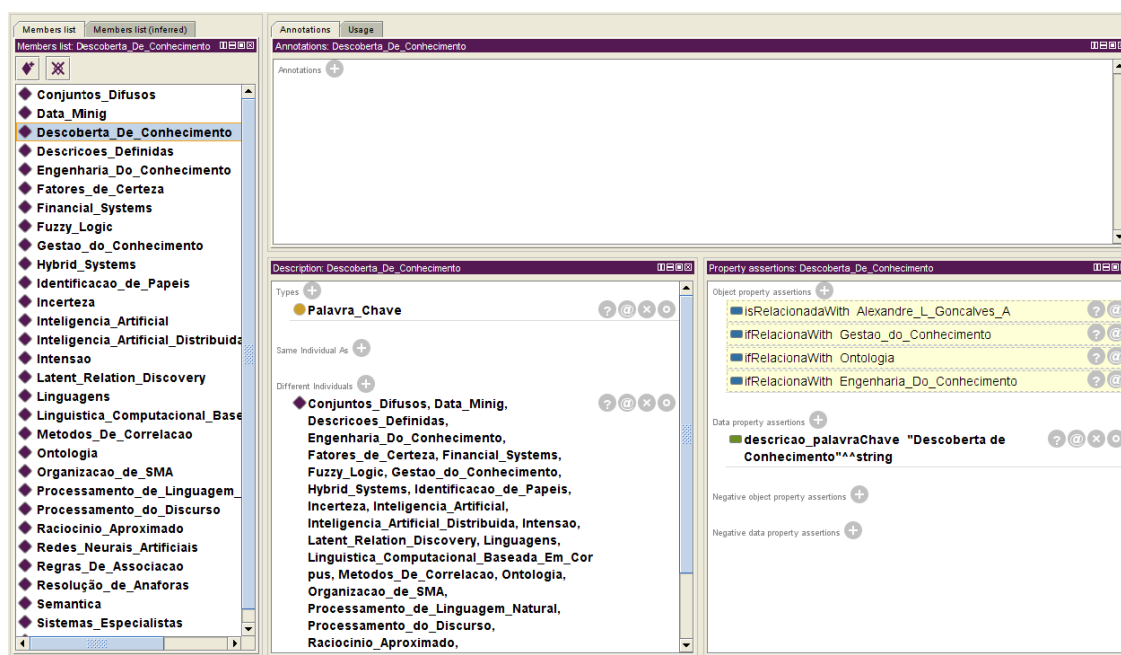 Members list
Members list (inferred)
Members list: Descoberta_De_Conhecimento
Conjuntos_Difusos
Data_Minig
Descoberta_De_Conhecimento
Descricoes_Definidas
Engenharia_Do_Conhecimento
Fatores_de_Certeza
Financial_Systems
Fuzzy_Logic
Gestao_do_Conhecimento
Hybrid_Systems
Identificacao_de_Papeis
Incerteza
Inteligencia_Artificial
Inteligencia_Artificial_Distribuida
Intensao
Latent_Relation_Discovery
Linguagens
Linguistica_Computacional_Base
Metodos_De_Correlacao
Ontologia
Organizacao_de_SMA
Processamento_de_Linguagem_
Processamento_do_Discurso
Raciocinio_Aproximado
Redes_Neurais_Artificiais
Regras_De_Associacao
Resolução_de_Anaforas
Semantica
Sistemas_Especialistas
Annotations
Usage
Annotations: Descoberta_De_Conhecimento
Annotations
Description: Descoberta_De_Conhecimento
Types
Palavra_Chave
Same Individual As
Different Individuals
Conjuntos_Difusos, Data_Minig,
Descricoes_Definidas,
Engenharia_Do_Conhecimento,
Fatores_de_Certeza, Financial_Systems,
Fuzzy_Logic, Gestao_do_Conhecimento,
Hybrid_Systems, Identificacao_de_Papeis,
Incerteza, Inteligencia_Artificial,
Inteligencia_Artificial_Distribuida, Intensao,
Latent_Relation_Discovery, Linguagens,
Linguistica_Computacional_Baseada_Em_Cor
pus, Metodos_De_Correlacao, Ontologia,
Organizacao_de_SMA,
Processamento_de_Linguagem_Natural,
Processamento_do_Discurso,
Raciocinio_Aproximado,
Property assertions: Descoberta_De_Conhecimento
Object property assertions
isRelacionadaWith Alexandre_L_Goncalves_A
ifRelacionaWith Gestao_do_Conhecimento
ifRelacionaWith Ontologia
ifRelacionaWith Engenharia_Do_Conhecimento
Data property assertions
descricao_palavraChave "Descoberta de
Conhecimento"^^string
Negative object property assertions
Negative data property assertions